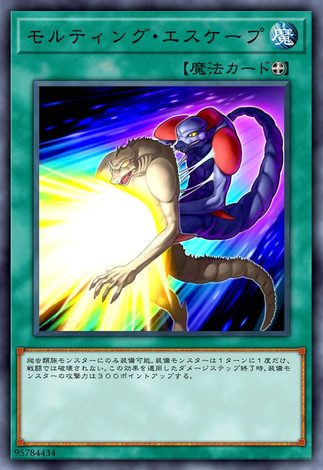 モルティング・エスケープ
魔
【魔法カード】
爬虫類族モンスターにのみ装備可能。装備モンスターは1ターンに1度だけ、
戦闘では破壊されない。この効果を適用したダメージステップ終了時、装備モ
ンスターの攻撃力は300ポイントアップする。
95784434